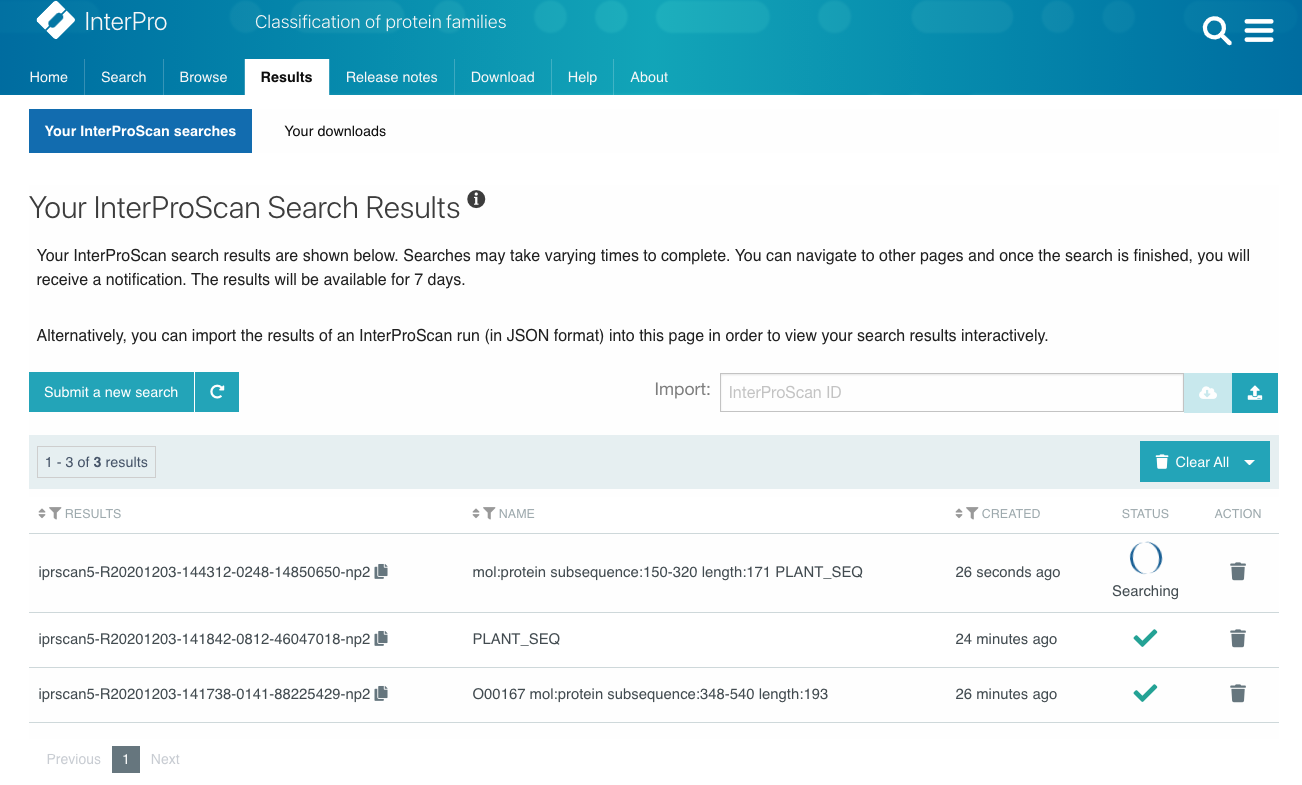 InterPro
Classification of protein families
Home Search Browse Results Release notes Download Help About
Your InterProScan searches Your downloads
Your InterProScan Search Results
Your InterProScan search results are shown below. Searches may take varying times to complete. You can navigate to other pages and once the search is finished, you will
receive a notification. The results will be available for 7 days.
Alternatively, you can import the results of an InterProScan run (in JSON format) into this page in order to view your search results interactively.
Submit a new search Import: InterProScan ID
1 - 3 of 3 results Clear All
RESULTS NAME CREATED STATUS ACTION
iprscan5-R20201203-144312-0248-14850650-np2 mol:protein subsequence:150-320 length:171 PLANT_SEQ 26 seconds ago Searching
iprscan5-R20201203-141842-0812-46047018-np2 PLANT_SEQ 24 minutes ago
iprscan5-R20201203-141738-0141-88225429-np2 O00167 mol:protein subsequence:348-540 length:193 26 minutes ago
Previous 1 Next